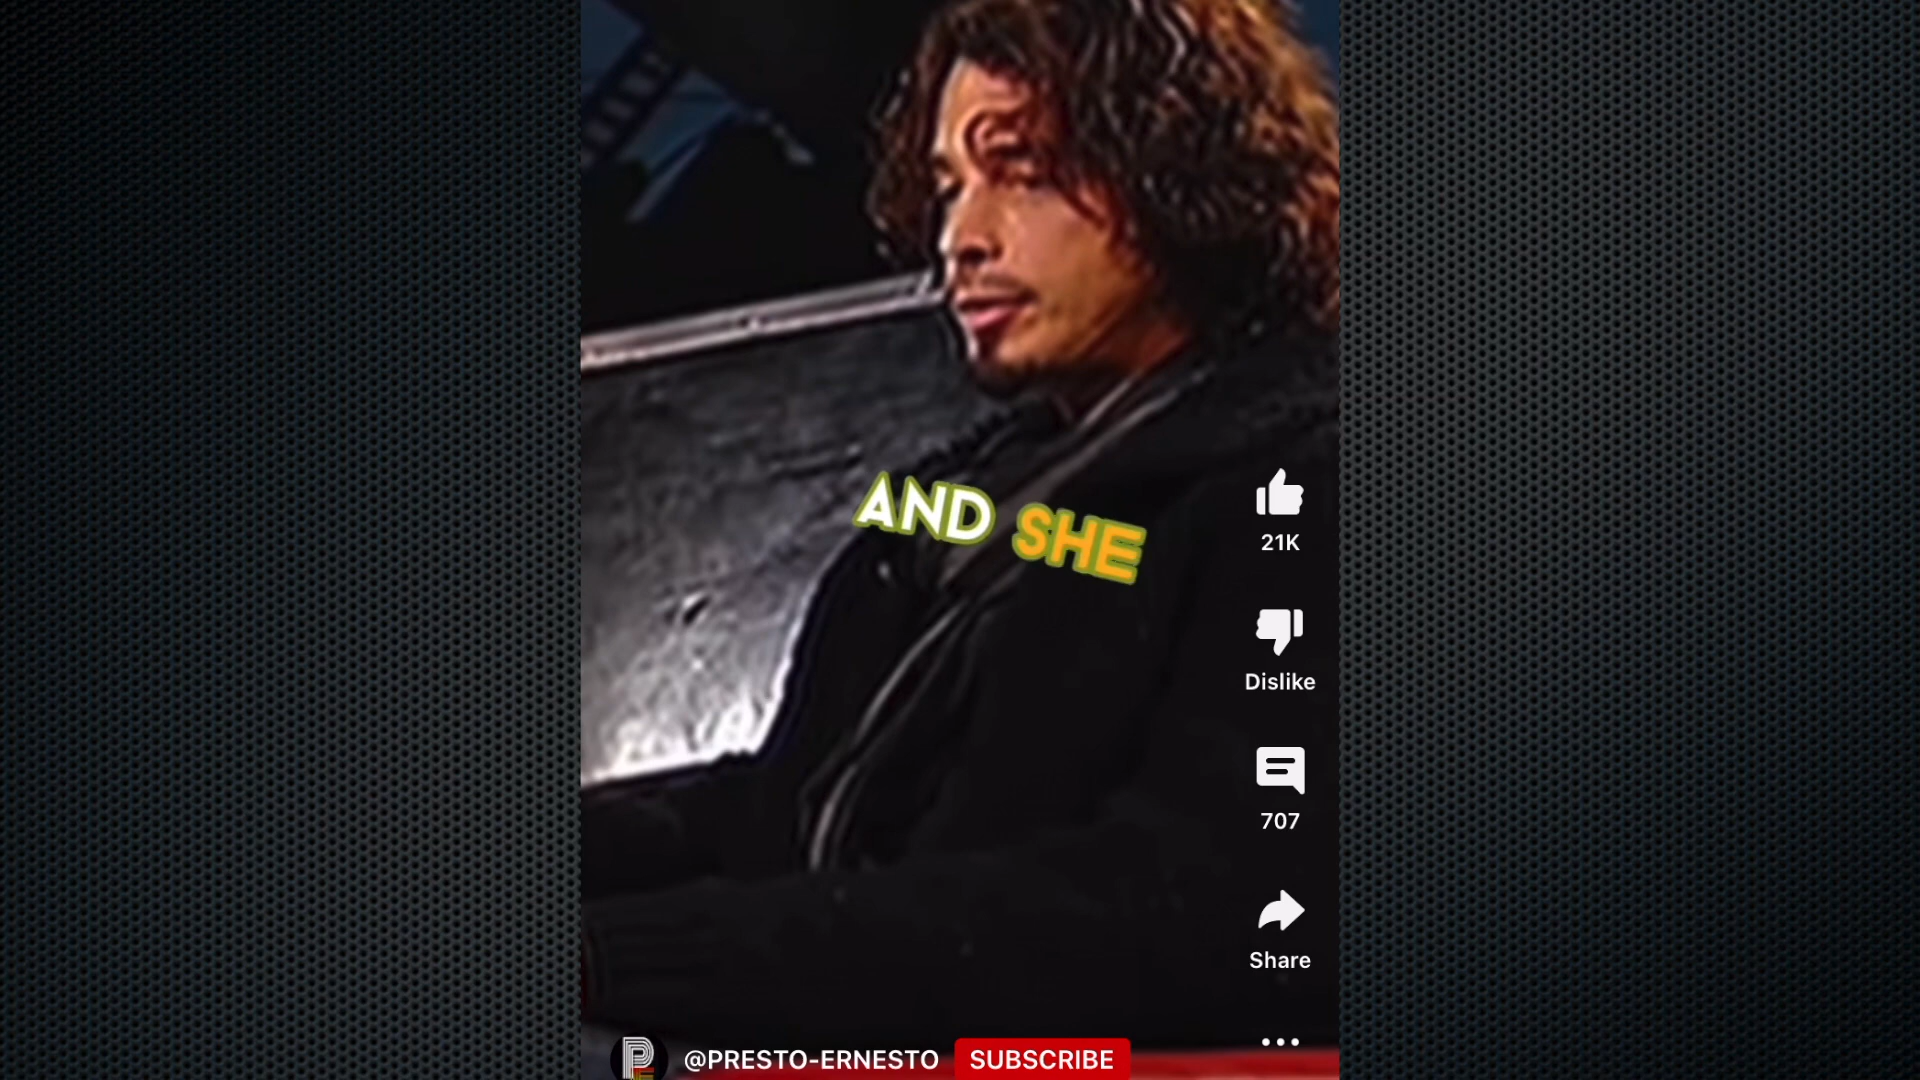 AND SHE
21K
Dislike
707
Share
@PRESTO-ERNESTO SUBSCRIBE